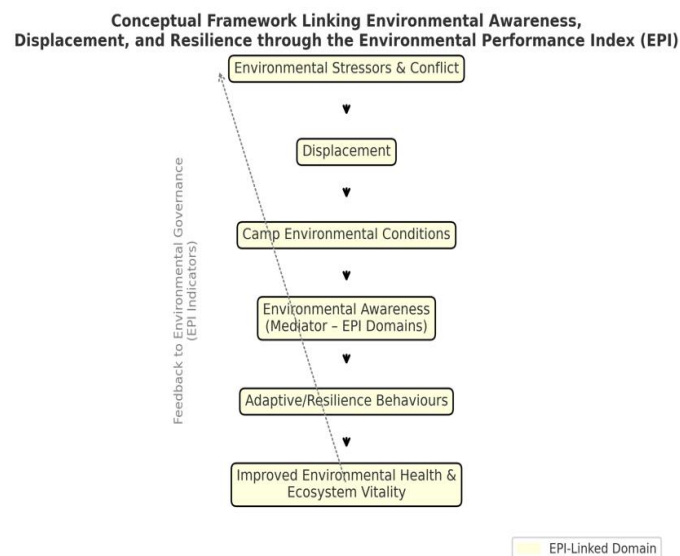 Conceptual Framework Linking Environmental Awareness,
Displacement, and Resilience through the Environmental Performance Index (EPI)
Environmental Stressors & Conflict
Displacement
Camp Environmental Conditions
Environmental Awareness
(Mediator – EPI Domains)
Adaptive/Resilience Behaviours
Improved Environmental Health &
Ecosystem Vitality
Feedback to Environmental Governance
(EPI Indicators)
EPI-Linked Domain